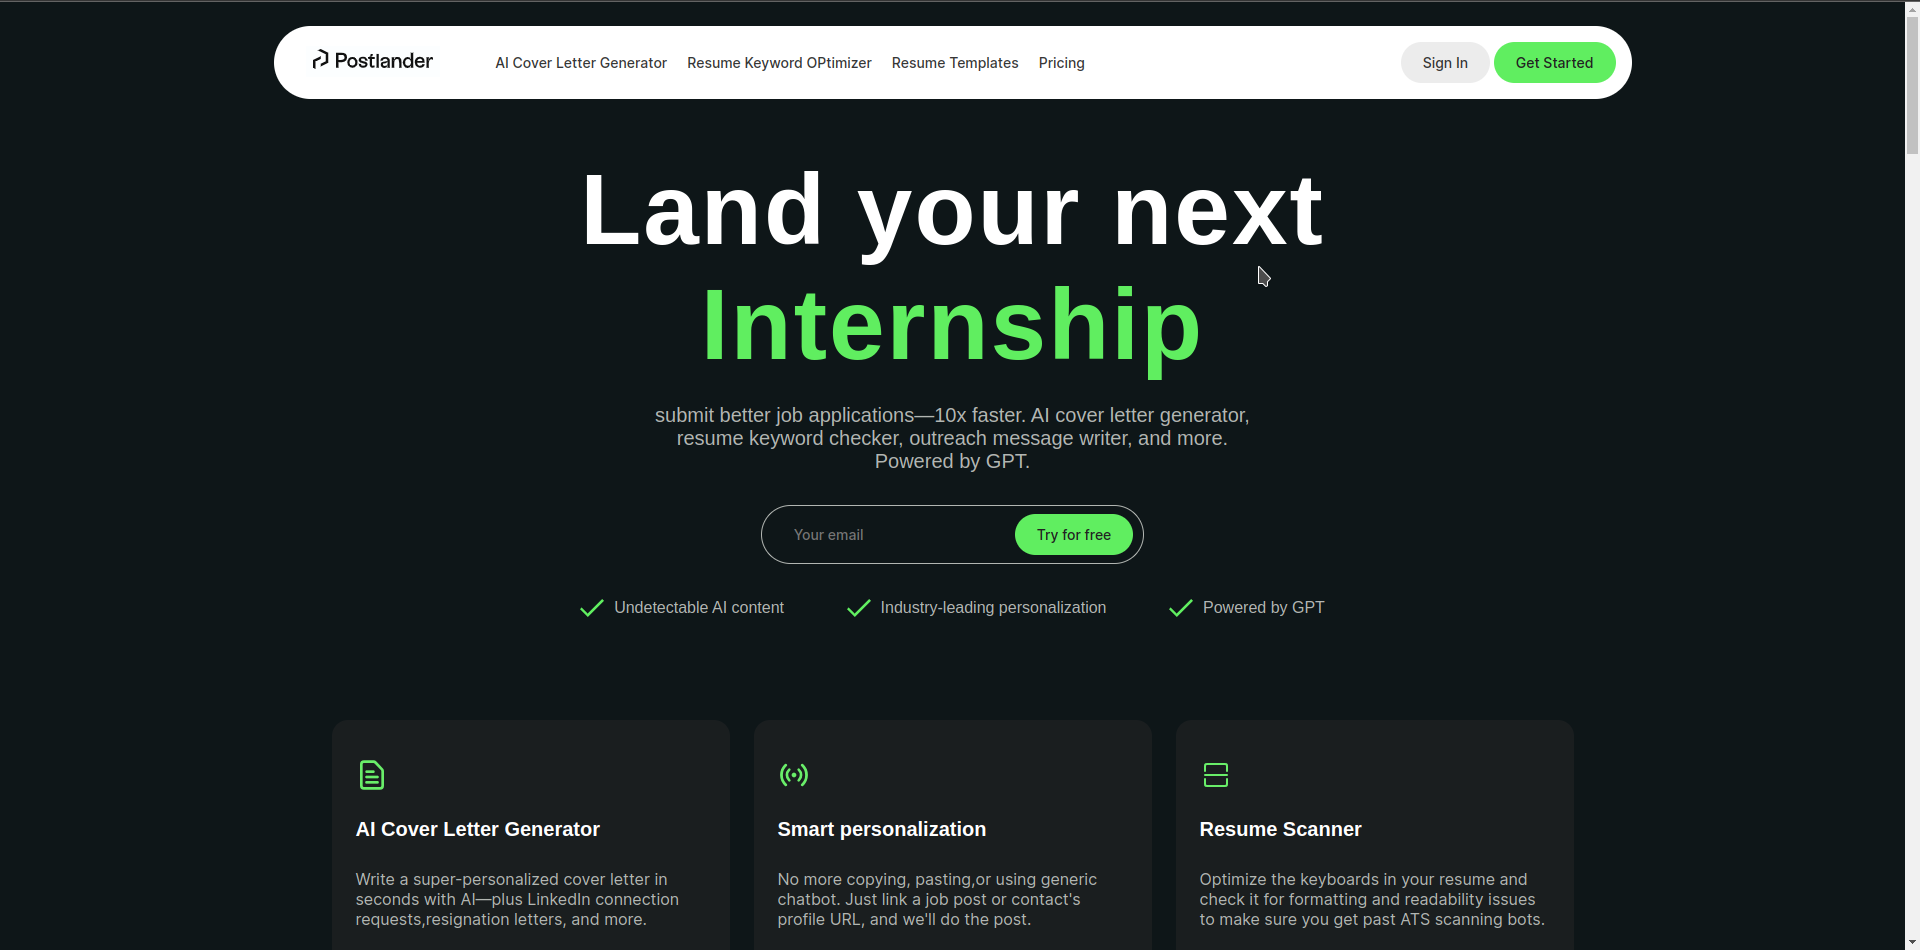 Postlander
AI Cover Letter Generator
Resume Keyword OPtimizer
Resume Templates
Pricing
Sign In
Get Started
Land your next
Internship
submit better job applications—10x faster. AI cover letter generator,
resume keyword checker, outreach message writer, and more.
Powered by GPT.
Your email
Try for free
Undetectable AI content
Industry-leading personalization
Powered by GPT
AI Cover Letter Generator
Write a super-personalized cover letter in
seconds with AI—plus LinkedIn connection
requests,resignation letters, and more.
Smart personalization
No more copying, pasting,or using generic
chatbot. Just link a job post or contact's
profile URL, and we'll do the post.
Resume Scanner
Optimize the keyboards in your resume and
check it for formatting and readability issues
to make sure you get past ATS scanning bots.